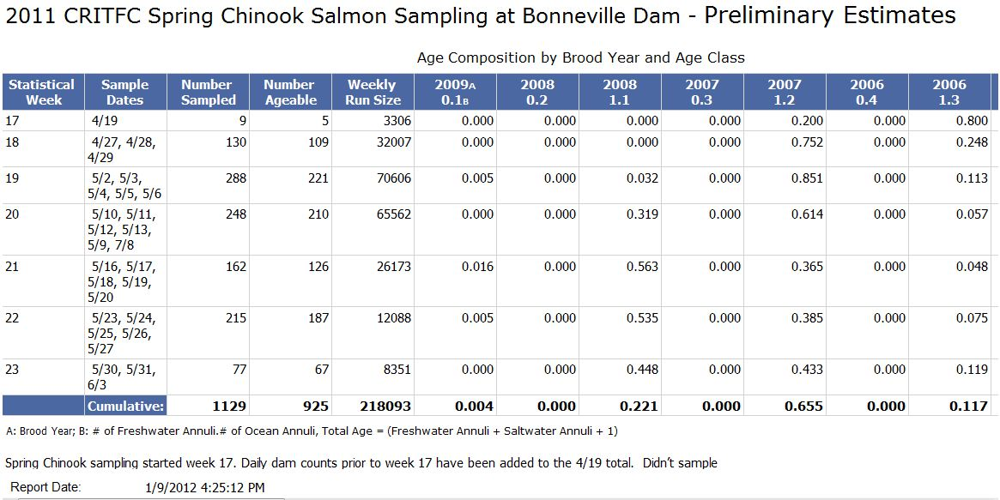 2011 CRITFC Spring Chinook Salmon Sampling at Bonneville Dam - Preliminary Estimates
Age Composition by Brood Year and Age Class
Statistical Week Sample Dates Number Sampled Number Ageable Weekly Run Size 2009A 0.1B 2008 0.2 2008 1.1 2007 0.3 2007 1.2 2006 0.4 2006 1.3
17 4/19 9 5 3306 0.000 0.000 0.000 0.000 0.200 0.000 0.800
18 4/27, 4/28, 4/29 130 109 32007 0.000 0.000 0.000 0.000 0.752 0.000 0.248
19 5/2, 5/3, 5/4, 5/5, 5/6 288 221 70606 0.005 0.000 0.032 0.000 0.851 0.000 0.113
20 5/10, 5/11, 5/12, 5/13, 5/9, 7/8 248 210 65562 0.000 0.000 0.319 0.000 0.614 0.000 0.057
21 5/16, 5/17, 5/18, 5/19, 5/20 162 126 26173 0.016 0.000 0.563 0.000 0.365 0.000 0.048
22 5/23, 5/24, 5/25, 5/26, 5/27 215 187 12088 0.005 0.000 0.535 0.000 0.385 0.000 0.075
23 5/30, 5/31, 6/3 77 67 8351 0.000 0.000 0.448 0.000 0.433 0.000 0.119
Cumulative: 1129 925 218093 0.004 0.000 0.221 0.000 0.655 0.000 0.117
A: Brood Year; B: # of Freshwater Annuli.# of Ocean Annuli, Total Age = (Freshwater Annuli + Saltwater Annuli + 1)
Spring Chinook sampling started week 17. Daily dam counts prior to week 17 have been added to the 4/19 total. Didn't sample
Report Date: 1/9/2012 4:25:12 PM